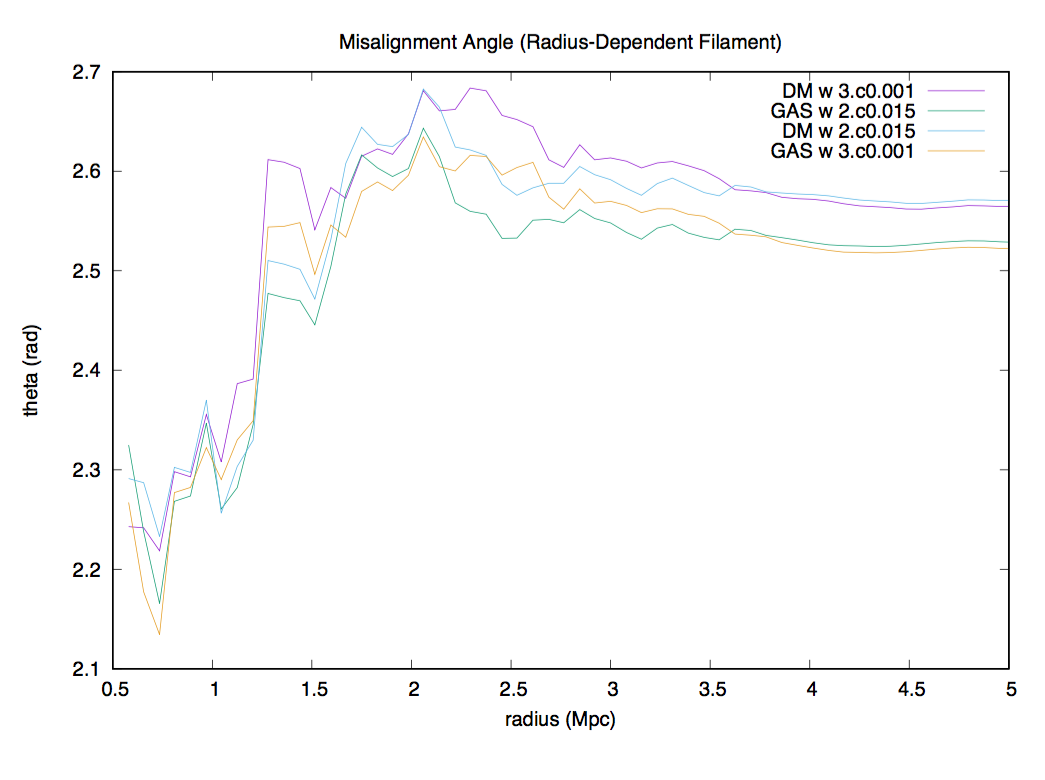 Misalignment Angle (Radius-Dependent Filament)
DM w 3.c0.001
GAS w 2.c0.015
DM w 2.c0.015
GAS w 3.c0.001
2.7
2.6
2.5
2.4
2.3
2.2
2.1
theta (rad)
0.5 1 1.5 2 2.5 3 3.5 4 4.5 5
radius (Mpc)